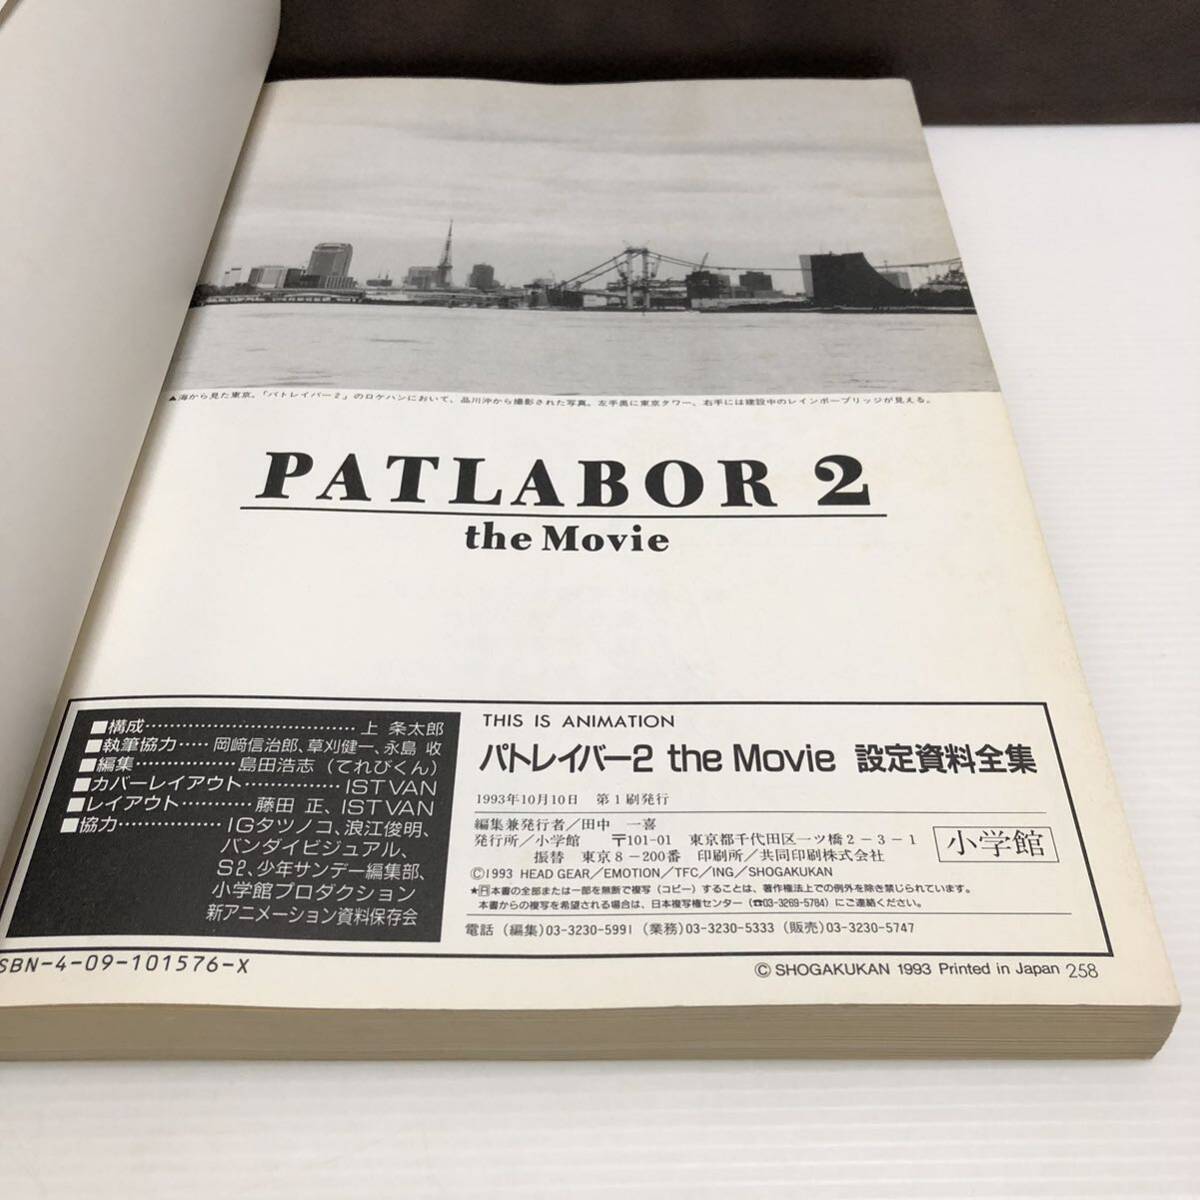 ▲海から見た東京。「パトレイバー2」のロケハンにおいて、品川沖から撮影された写真。左手奥に東京タワー、右手には建設中のレインボーブリッジが見える。
PATLABOR 2
the Movie
■構成……………………上 条太郎
■執筆協力……岡﨑信治郎、草刈健一、永島 収
■編集……………島田浩志（てれびくん）
■カバーレイアウト…………ISTVAN
■レイアウト…………藤田 正、ISTVAN
■協力……………IGタツノコ、浪江俊明、
バンダイビジュアル、
S2、少年サンデー編集部、
小学館プロダクション
新アニメーション資料保存会
THIS IS ANIMATION
パトレイバー2 the Movie 設定資料全集
1993年10月10日 第1刷発行
編集兼発行者／田中 一喜
発行所／小学館 〒101-01 東京都千代田区一ツ橋2-3-1
振替 東京8-200番 印刷所／共同印刷株式会社
小学館
©1993 HEAD GEAR／EMOTION／TFC／ING／SHOGAKUKAN
★Ⓡ本書の全部または一部を無断で複写（コピー）することは、著作権法上での例外を除き禁じられています。
本書からの複写を希望される場合は、日本複写権センター（☎03-3269-5784）にご連絡ください。
電話（編集）03-3230-5991（業務）03-3230-5333（販売）03-3230-5747
SBN-4-09-101576-X
© SHOGAKUKAN 1993 Printed in Japan 258